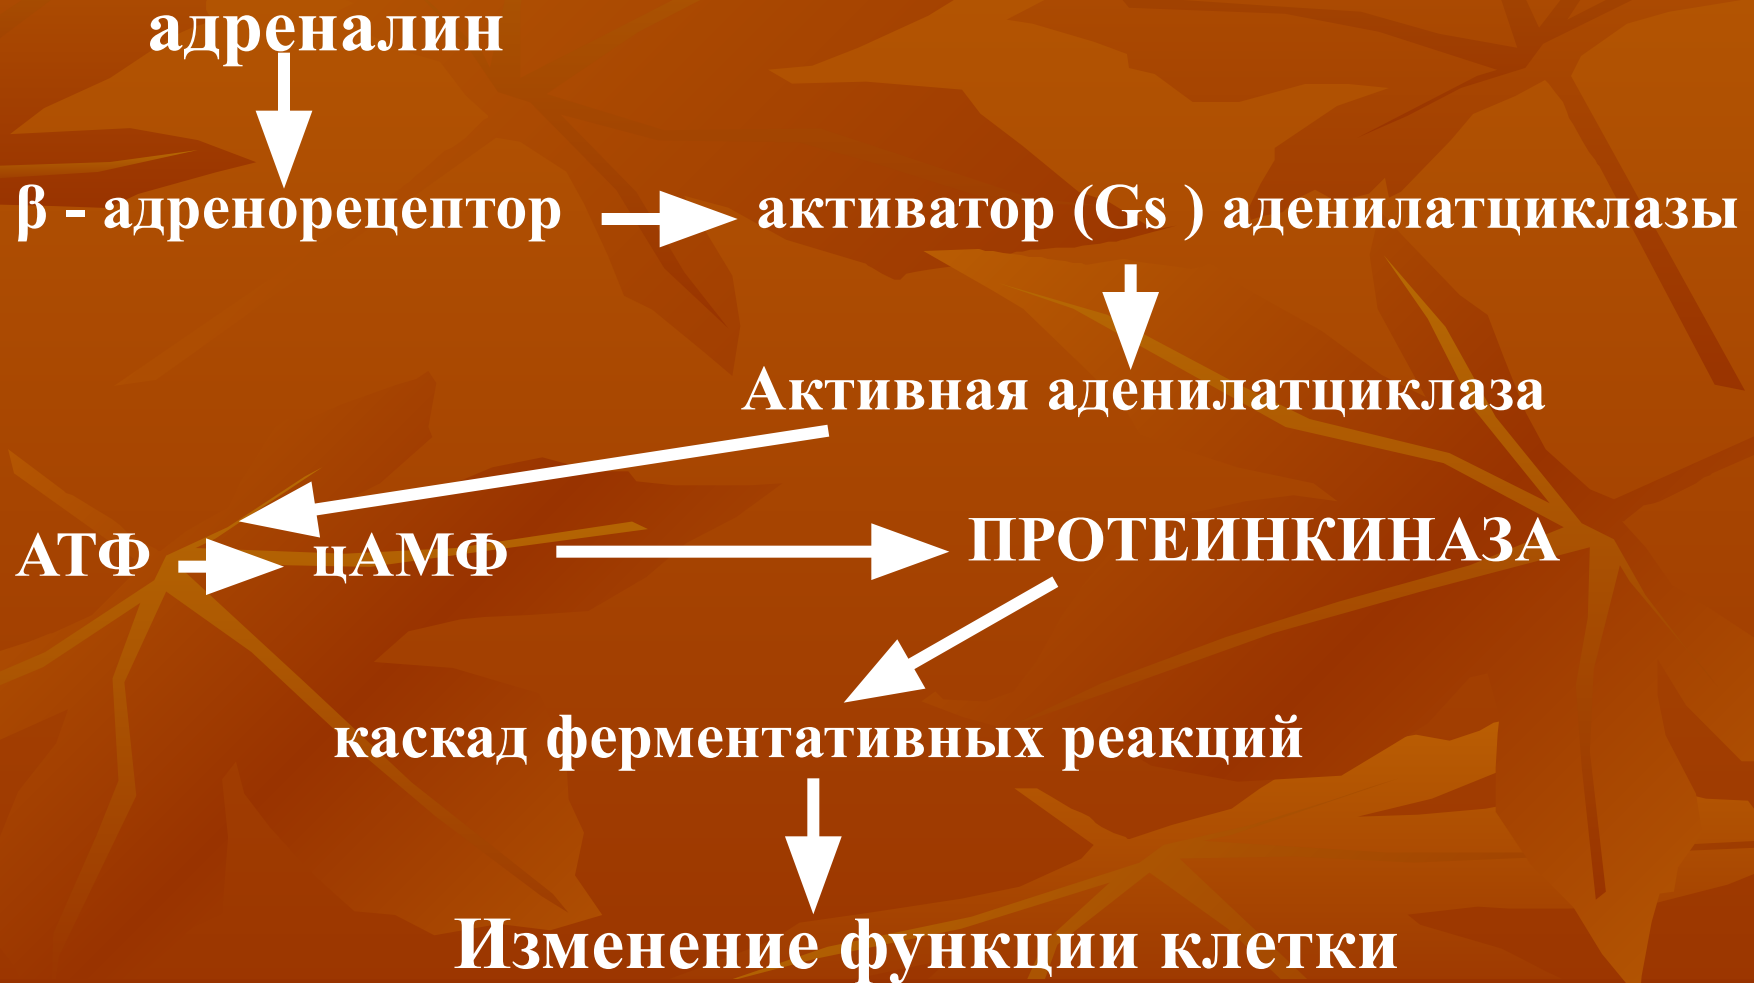 адреналин
β - адренорецептор
активатор (Gs ) аденилатциклазы
Активная аденилатциклаза
АТФ
цАМФ
ПРОТЕИНКИНАЗА
каскад ферментативных реакций
Изменение функции клетки